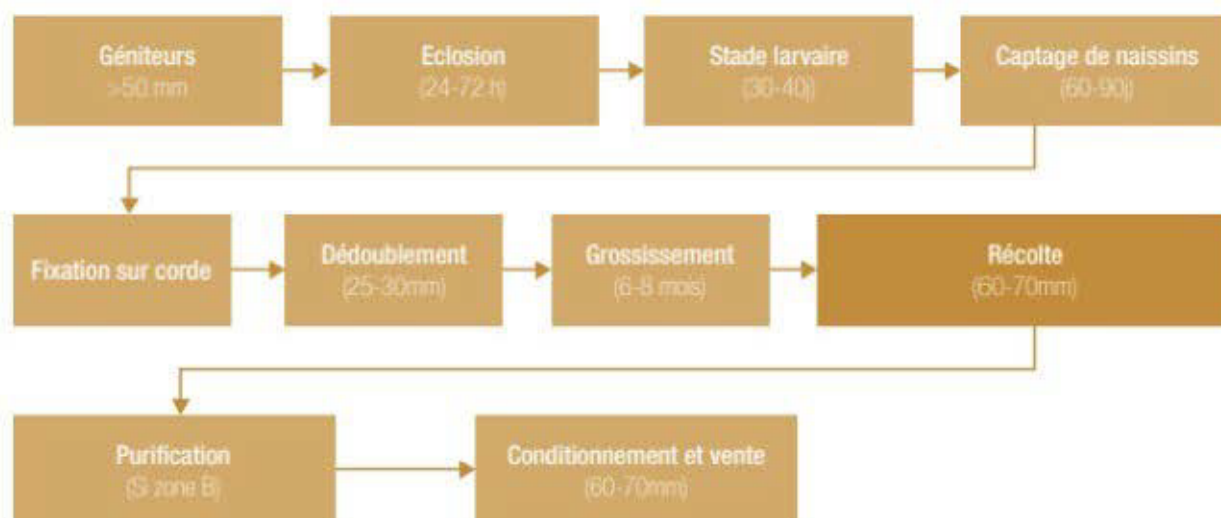 Géniteurs
>50 mm
Eclosion
(24-72 h)
Stade larvaire
(30-40j)
Captage de naissins
(60-90j)
Fixation sur corde
Dédoublement
(25-30mm)
Grossissement
(6-8 mois)
Récolte
(60-70mm)
Purification
(Si zone B)
Conditionnement et vente
(60-70mm)